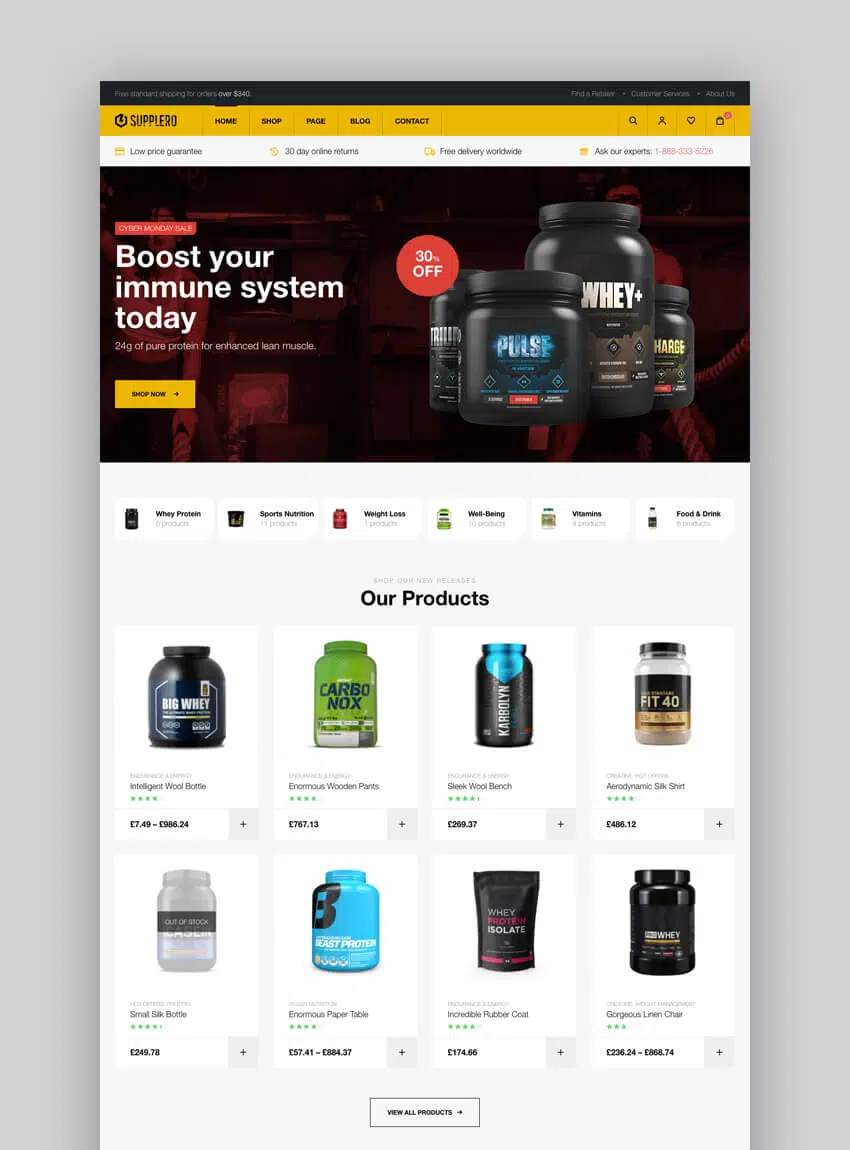 Free standard shipping for orders over $340.
Find a Retailer • Customer Services • About Us
SUPPLERO
HOME SHOP PAGE BLOG CONTACT
Low price guarantee
30 day online returns
Free delivery worldwide
Ask our experts: 1-868-333-5226
CYBER MONDAY SALE
Boost your
immune system
today
24g of pure protein for enhanced lean muscle.
SHOP NOW
30%
OFF
PULSE
WHEY+
HARGE
Whey Protein
6 products
Sports Nutrition
11 products
Weight Loss
1 products
Well-Being
10 products
Vitamins
4 products
Food & Drink
6 products
SHOP OUR NEW RELEASES
Our Products
BIG WHEY
ENDURANCE & ENERGY
Intelligent Wool Bottle
£7.49 – £986.24
+
CARBO
NOX
ENDURANCE & ENERGY
Enormous Wooden Pants
£767.13
+
KARBOLYN
ENDURANCE & ENERGY
Sleek Wool Bench
£269.37
+
FIT 40
CREATINE, HOT OFFERS
Aerodynamic Silk Shirt
£486.12
+
OUT OF STOCK
CASEIN
HOT OFFERS, PROTEIN
Small Silk Bottle
£249.78
+
B
BEAST PROTEIN
VEGAN NUTRITION
Enormous Paper Table
£57.41 – £884.37
+
WHEY
PROTEIN
ISOLATE
ENDURANCE & ENERGY
Incredible Rubber Coat
£174.66
+
WHEY
CREATINE, WEIGHT MANAGEMENT
Gorgeous Linen Chair
£236.24 – £868.74
+
VIEW ALL PRODUCTS